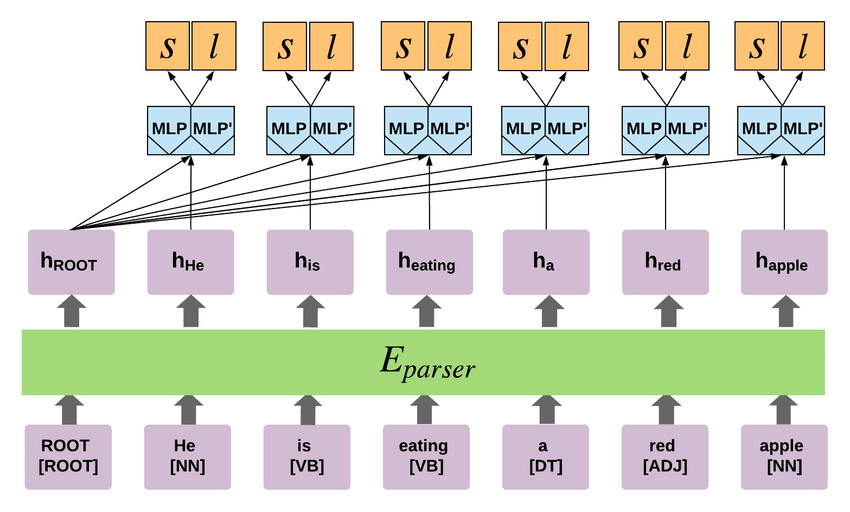 s l s l s l s l s l s l
MLP MLP' MLP MLP' MLP MLP' MLP MLP' MLP MLP' MLP MLP'
hROOT hHe his heating ha hred happle
Eparser
ROOT He is eating a red apple
[ROOT] [NN] [VB] [VB] [DT] [ADJ] [NN]